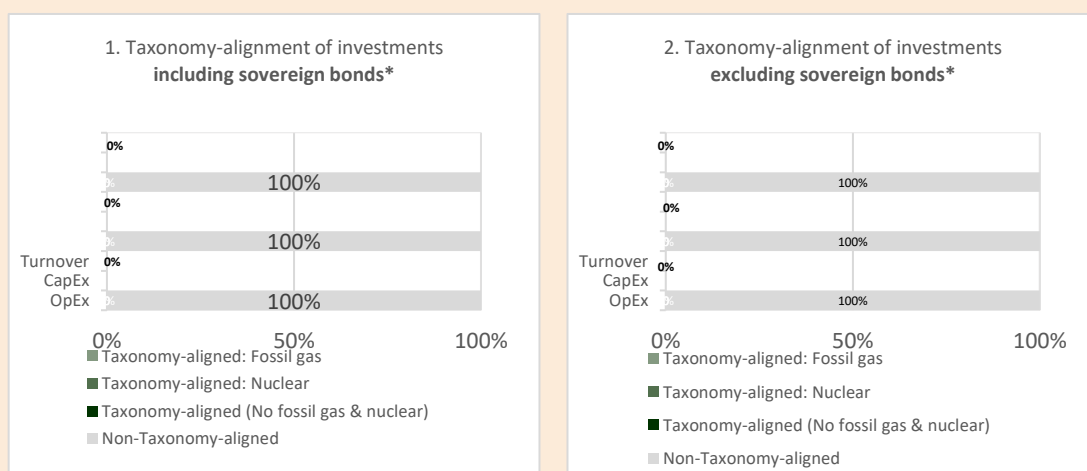 1. Taxonomy-alignment of investments
including sovereign bonds*
0%
100%
0%
100%
Turnover
0%
CapEx
OpEx
100%
0%
50%
100%
Taxonomy-aligned: Fossil gas
Taxonomy-aligned: Nuclear
Taxonomy-aligned (No fossil gas & nuclear)
Non-Taxonomy-aligned
2. Taxonomy-alignment of investments
excluding sovereign bonds*
0%
100%
0%
100%
Turnover
0%
CapEx
OpEx
100%
0%
50%
100%
Taxonomy-aligned: Fossil gas
Taxonomy-aligned: Nuclear
Taxonomy-aligned (No fossil gas & nuclear)
Non-Taxonomy-aligned